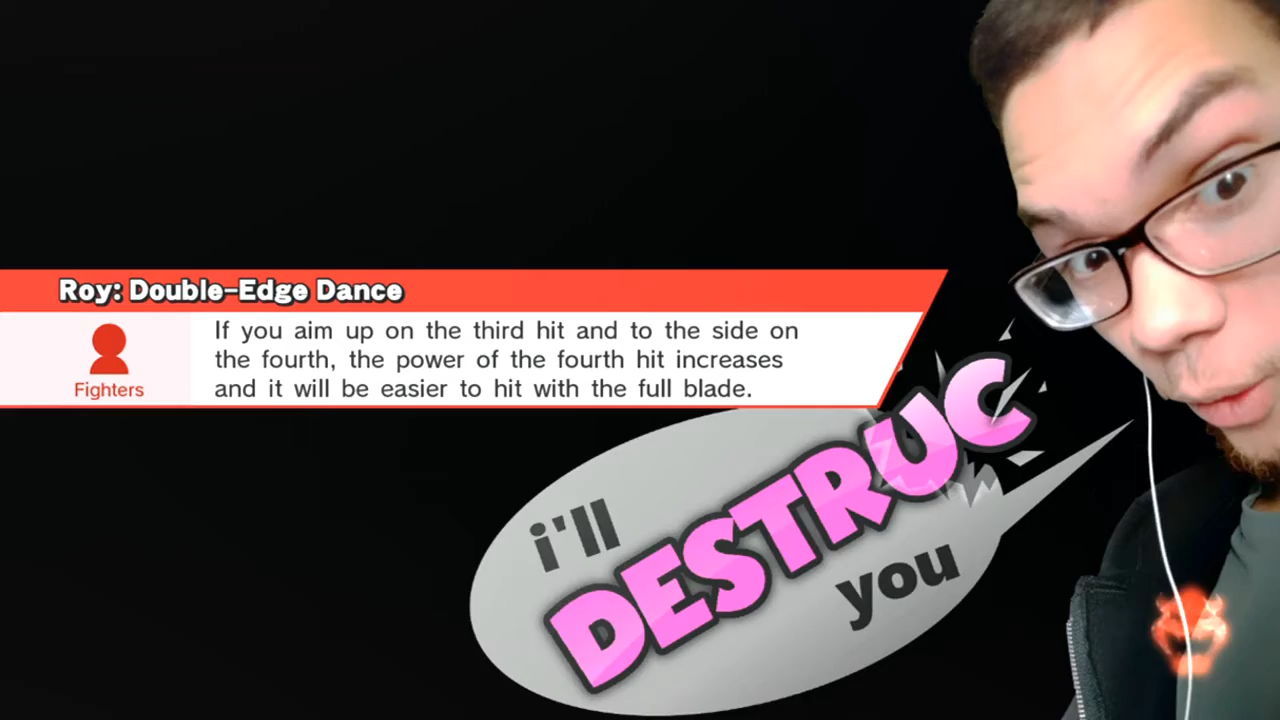 Roy: Double-Edge Dance
If you aim up on the third hit and to the side on
the fourth, the power of the fourth hit increases
and it will be easier to hit with the full blade.
Fighters
i'll
DESTRUC
you